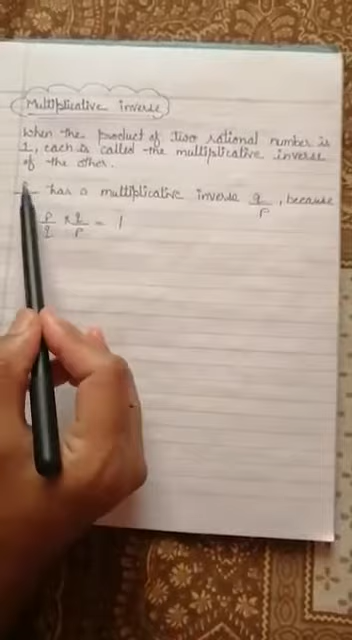 Multiplicative inverse
When the product of two rational number is
1, each is called the multiplicative inverse
of the other.
has a multiplicative inverse q/p, because
p/q × q/p = 1